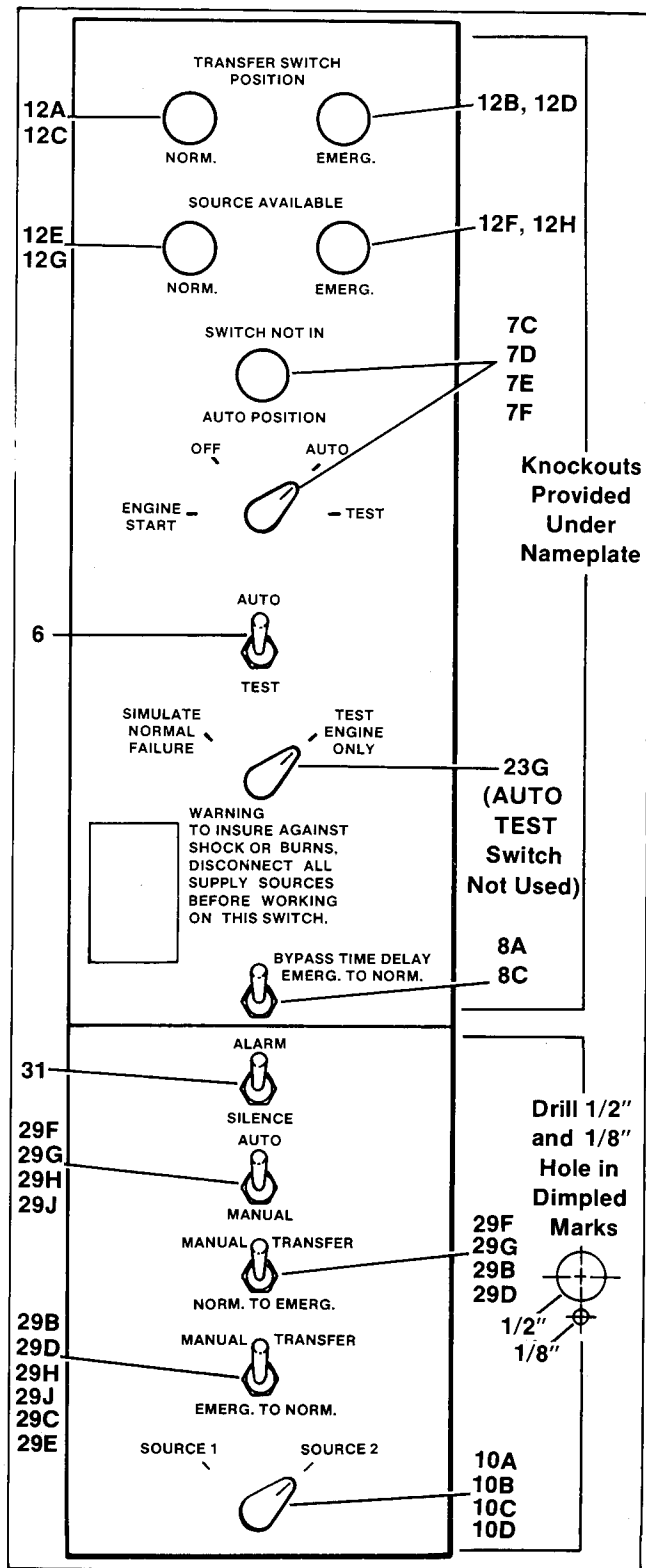 TRANSFER SWITCH
POSITION
12A
12C
12B, 12D
NORM.
EMERG.
SOURCE AVAILABLE
12E
12G
12F, 12H
NORM.
EMERG.
SWITCH NOT IN
7C
7D
7E
7F
AUTO POSITION
OFF
AUTO
ENGINE
START
TEST
Knockouts
Provided
Under
Nameplate
AUTO
6
TEST
SIMULATE
NORMAL
FAILURE
TEST
ENGINE
ONLY
23G
(AUTO
TEST
Switch
Not Used)
WARNING
TO INSURE AGAINST
SHOCK OR BURNS,
DISCONNECT ALL
SUPPLY SOURCES
BEFORE WORKING
ON THIS SWITCH.
BYPASS TIME DELAY
EMERG. TO NORM.
8A
8C
ALARM
31
SILENCE
Drill 1/2"
and 1/8"
Hole in
Dimpled
Marks
29F
29G
29H
29J
AUTO
MANUAL
29F
29G
29B
29D
MANUAL TRANSFER
NORM. TO EMERG.
1/2"
1/8"
29B
29D
29H
29J
29C
29E
MANUAL TRANSFER
EMERG. TO NORM.
SOURCE 1
SOURCE 2
10A
10B
10C
10D